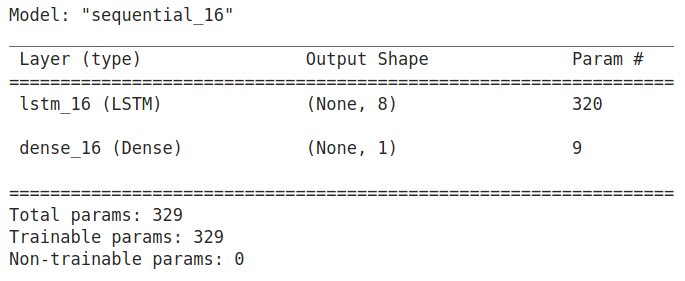 Model: "sequential_16"
_________________________________________________________________
Layer (type)                Output Shape              Param #
=================================================================
lstm_16 (LSTM)              (None, 8)                 320
dense_16 (Dense)            (None, 1)                 9
=================================================================
Total params: 329
Trainable params: 329
Non-trainable params: 0